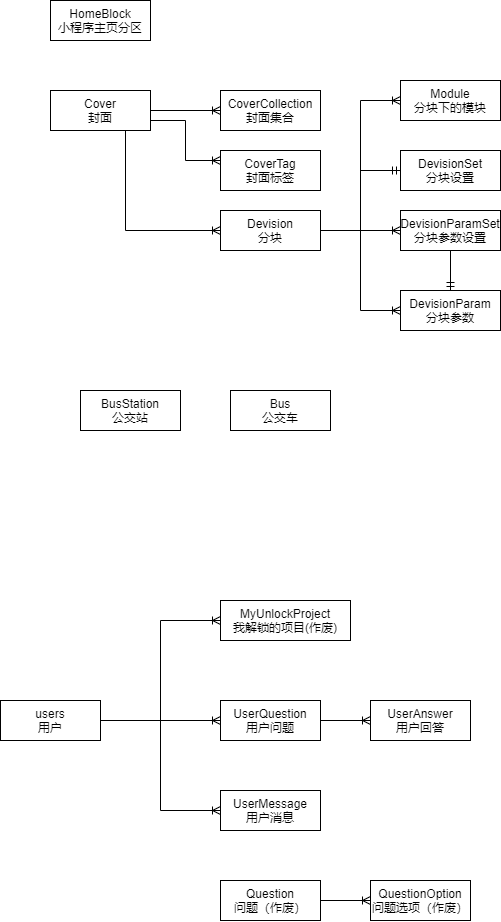 HomeBlock
小程序主页分区
Cover
封面
CoverCollection
封面集合
Module
分块下的模块
CoverTag
封面标签
DevisionSet
分块设置
Devision
分块
DevisionParamSet
分块参数设置
DevisionParam
分块参数
BusStation
公交站
Bus
公交车
MyUnlockProject
我解锁的项目(作废)
users
用户
UserQuestion
用户问题
UserAnswer
用户回答
UserMessage
用户消息
Question
问题（作废）
QuestionOption
问题选项（作废）